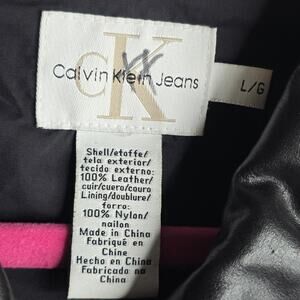 cK
Calvin Klein Jeans
L/G
Shell/etoffe/
tela exterior/
tecido externo:
100% Leather/
cuir/cuero/couro
Lining/doublure/
forro:
100% Nylon/
nailon
Made in China
Fabriqué en
Chine
Hecho en China
Fabricado na
China